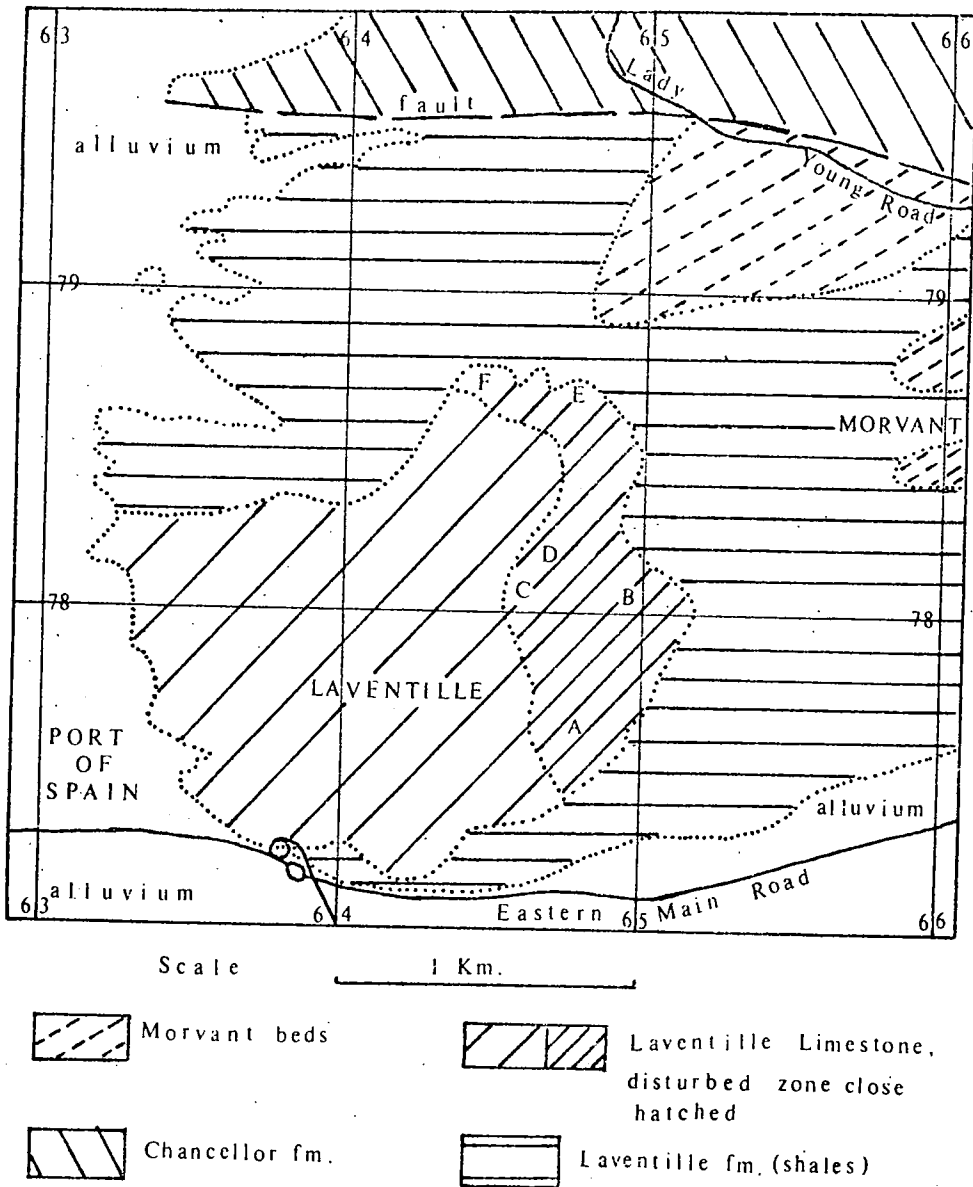 63 64 65 66
Lady
fault
alluvium
Young Road
79 79
F E
MORVANT
D
C B
78 78
LAVENTILLE
A
PORT
OF
SPAIN
alluvium
alluvium
Eastern Main Road
63 64 65 66
Scale 1 Km.
Morvant beds
Laventille Limestone,
disturbed zone close
hatched
Chancellor fm.
Laventille fm. (shales)